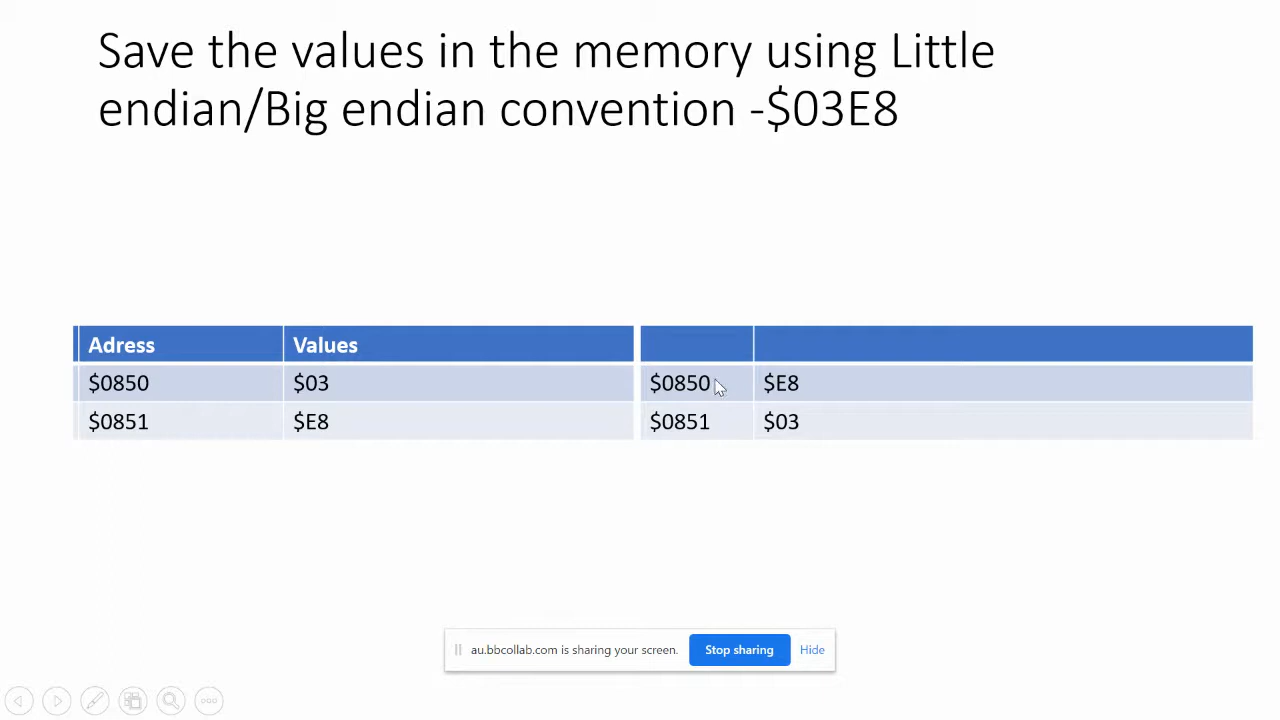 Save the values in the memory using Little
endian/Big endian convention -$03E8
Adress Values
$0850 $03 $0850 $E8
$0851 $E8 $0851 $03
au.bbcollab.com is sharing your screen. Stop sharing Hide